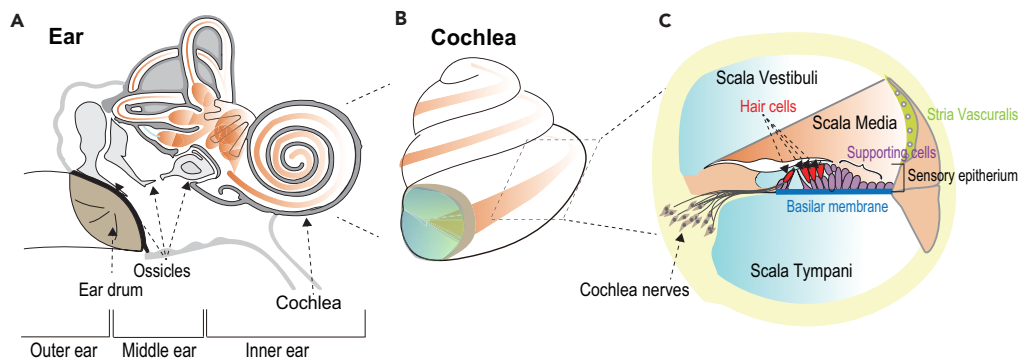 A
Ear
Ossicles
Ear drum
Cochlea
Outer ear
Middle ear
Inner ear
B
Cochlea
C
Scala Vestibuli
Hair cells
Scala Media
Stria Vascuralis
Supporting cells
Sensory epitherium
Basilar membrane
Scala Tympani
Cochlea nerves